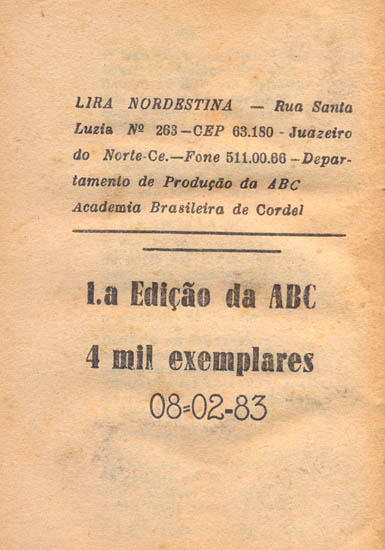 LIRA NORDESTINA — Rua Santa
Luzia Nº 263—CEP 63.180 - Juazeiro
do Norte-Ce.—Fone 511.00.66 —Depar-
tamento de Produção da ABC
Academia Brasileira de Cordel
1.a Edição da ABC
4 mil exemplares
08=02-83